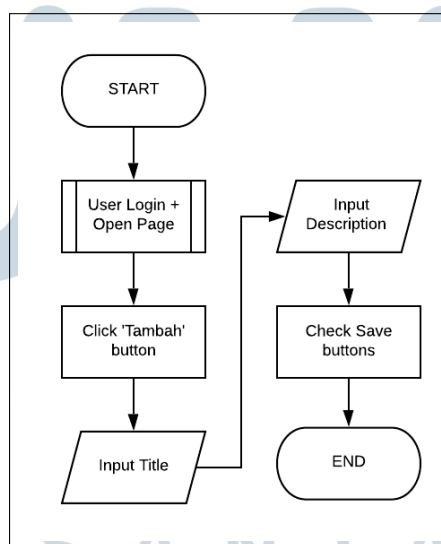 START
User Login +
Open Page
Click 'Tambah'
button
Input Title
Input
Description
Check Save
buttons
END